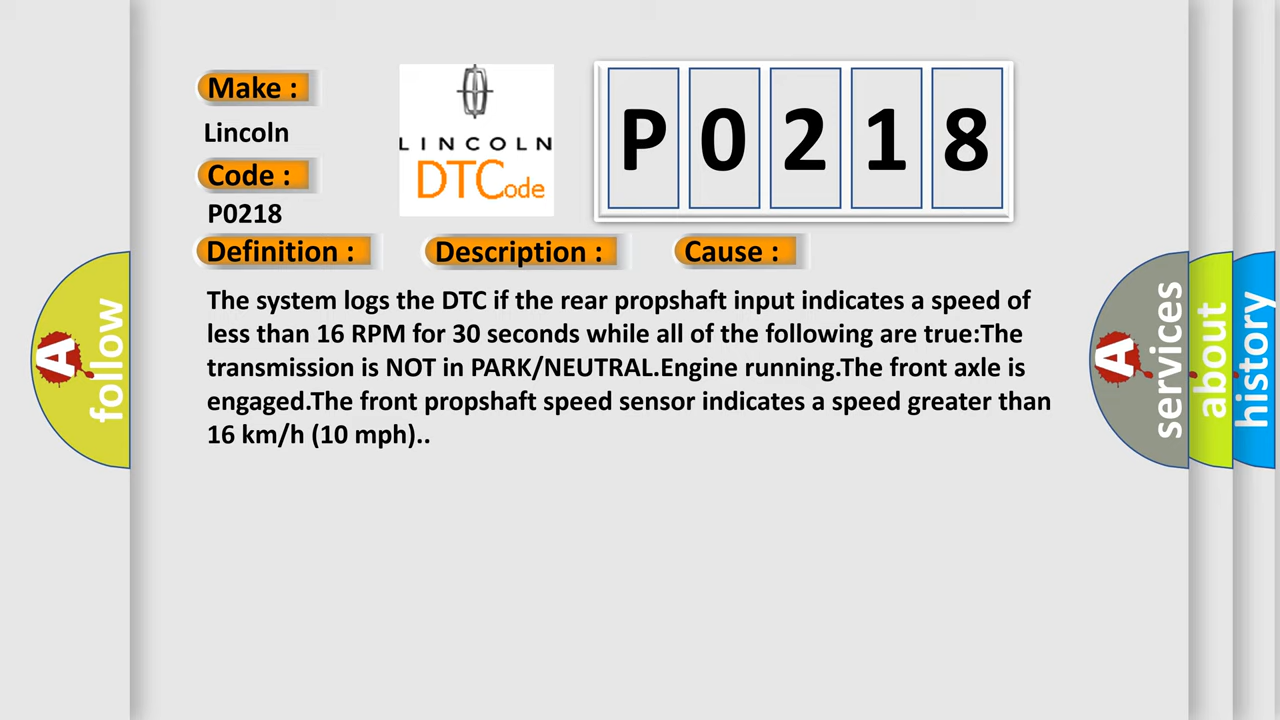 Make :
Lincoln
Code :
P0218
LINCOLN
DTCode
P0218
Definition :
Description :
Cause :
The system logs the DTC if the rear propshaft input indicates a speed of
less than 16 RPM for 30 seconds while all of the following are true:The
transmission is NOT in PARK/NEUTRAL.Engine running.The front axle is
engaged.The front propshaft speed sensor indicates a speed greater than
16 km/h (10 mph)..
A
follow
A
services
about
history